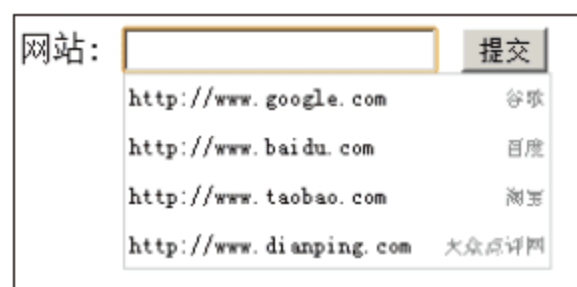 网站: 提交
http://www.google.com 谷歌
http://www.baidu.com 百度
http://www.taobao.com 淘宝
http://www.dianping.com 大众点评网